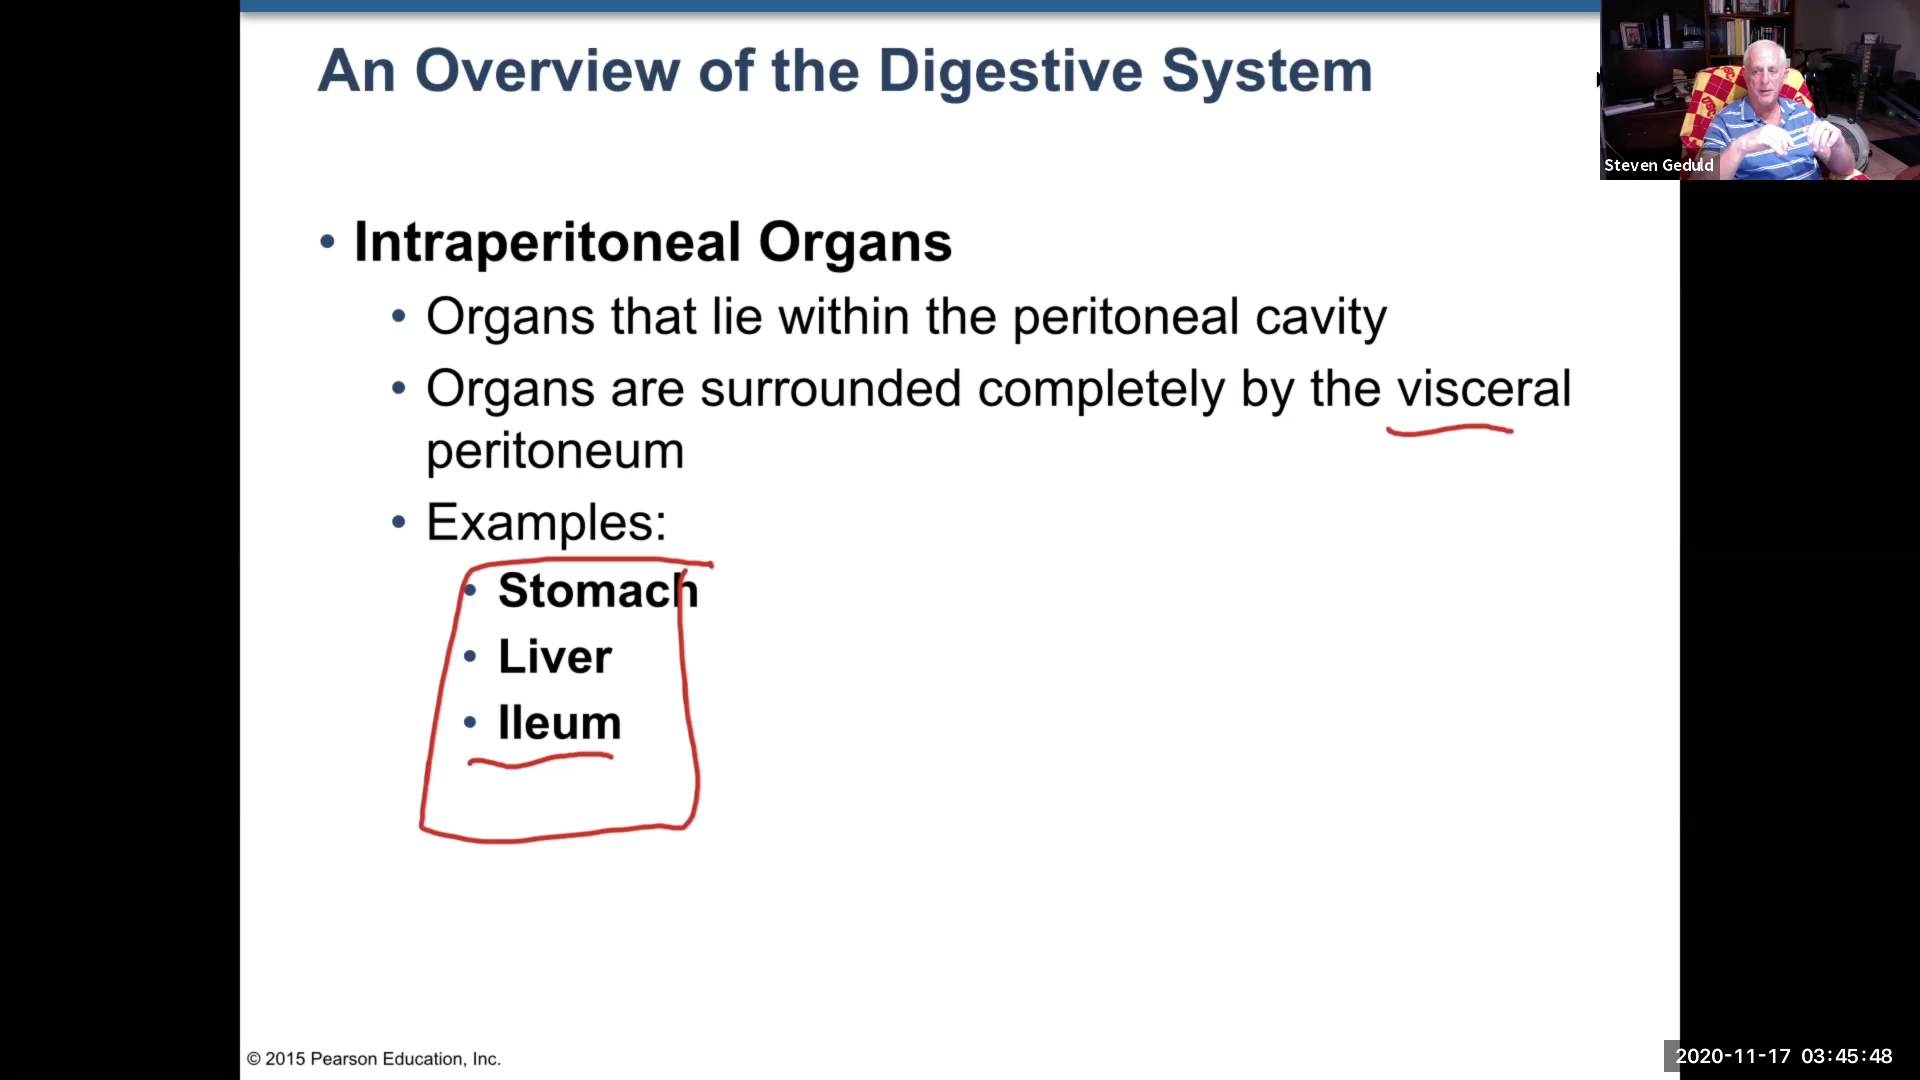 An Overview of the Digestive System
Steven Geduld
• Intraperitoneal Organs
• Organs that lie within the peritoneal cavity
• Organs are surrounded completely by the visceral
peritoneum
• Examples:
• Stomach
• Liver
• Ileum
© 2015 Pearson Education, Inc.
2020-11-17 03:45:48